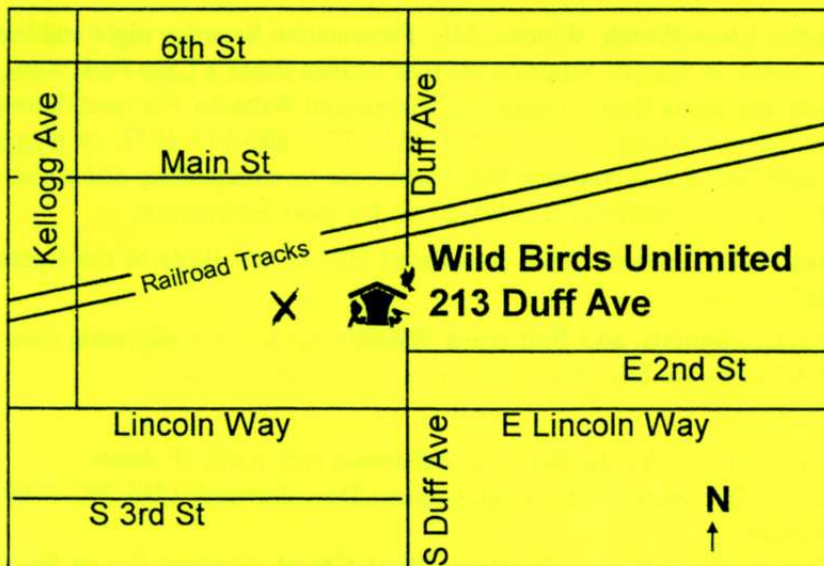 6th St
Kellogg Ave
Duff Ave
Main St
Railroad Tracks
X
Wild Birds Unlimited
213 Duff Ave
E 2nd St
Lincoln Way
E Lincoln Way
S 3rd St
S Duff Ave
N